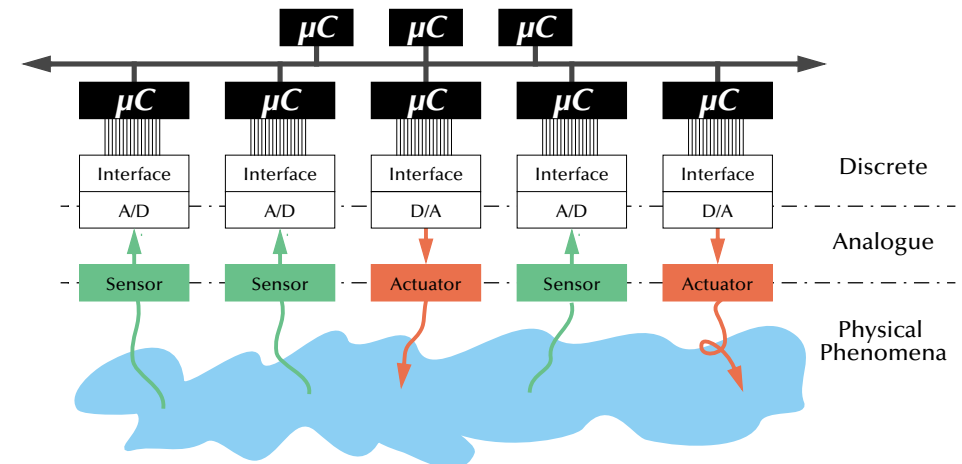 μC μC μC
μC μC μC μC μC
Interface Interface Interface Interface Interface
Discrete
A/D A/D D/A A/D D/A
Analogue
Sensor Sensor Actuator Sensor Actuator
Physical
Phenomena